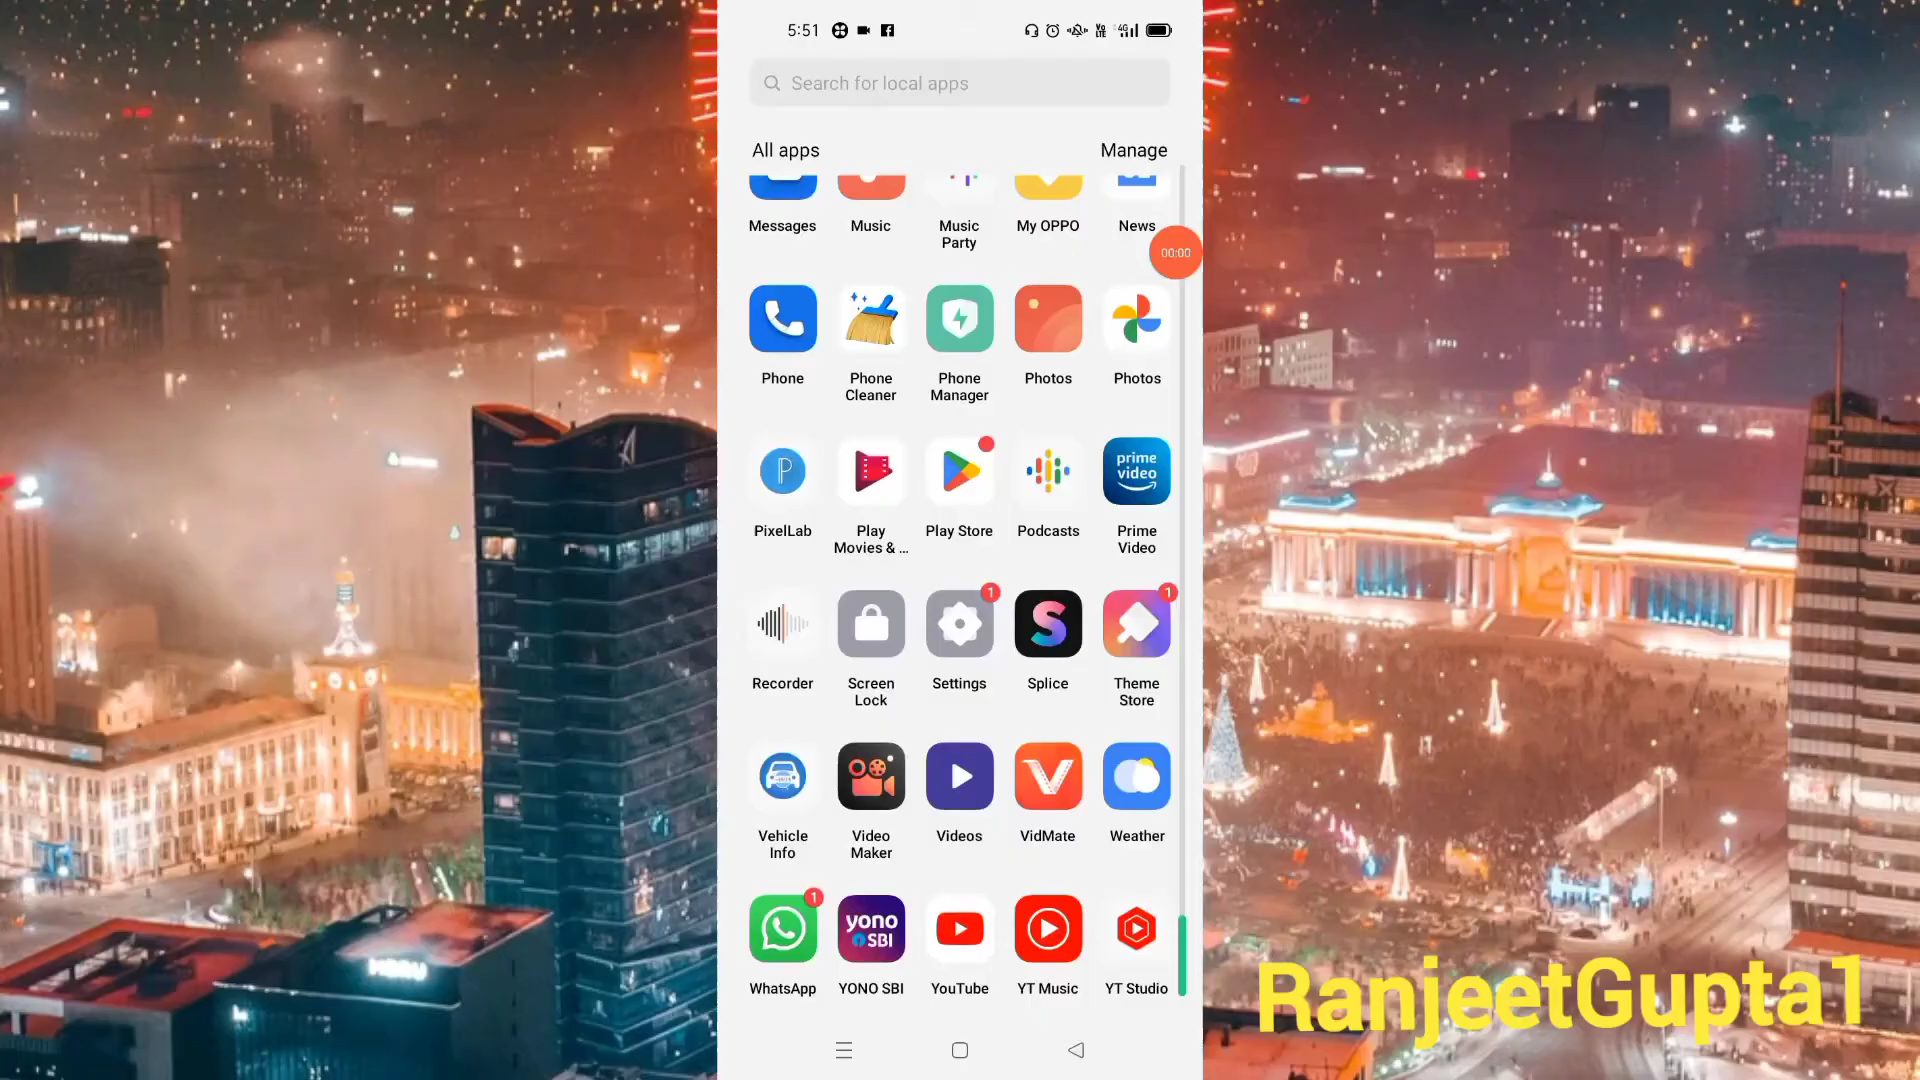 5:51
Search for local apps
All apps
Manage
Messages
Music
Music
Party
My OPPO
News
00:00
Phone
Phone
Cleaner
Phone
Manager
Photos
Photos
prime
video
PixelLab
Play
Movies & ...
Play Store
Podcasts
Prime
Video
1
1
Recorder
Screen
Lock
Settings
Splice
Theme
Store
Vehicle
Info
Video
Maker
Videos
VidMate
Weather
1
yono
SBI
WhatsApp
YONO SBI
YouTube
YT Music
YT Studio
RanjeetGupta1